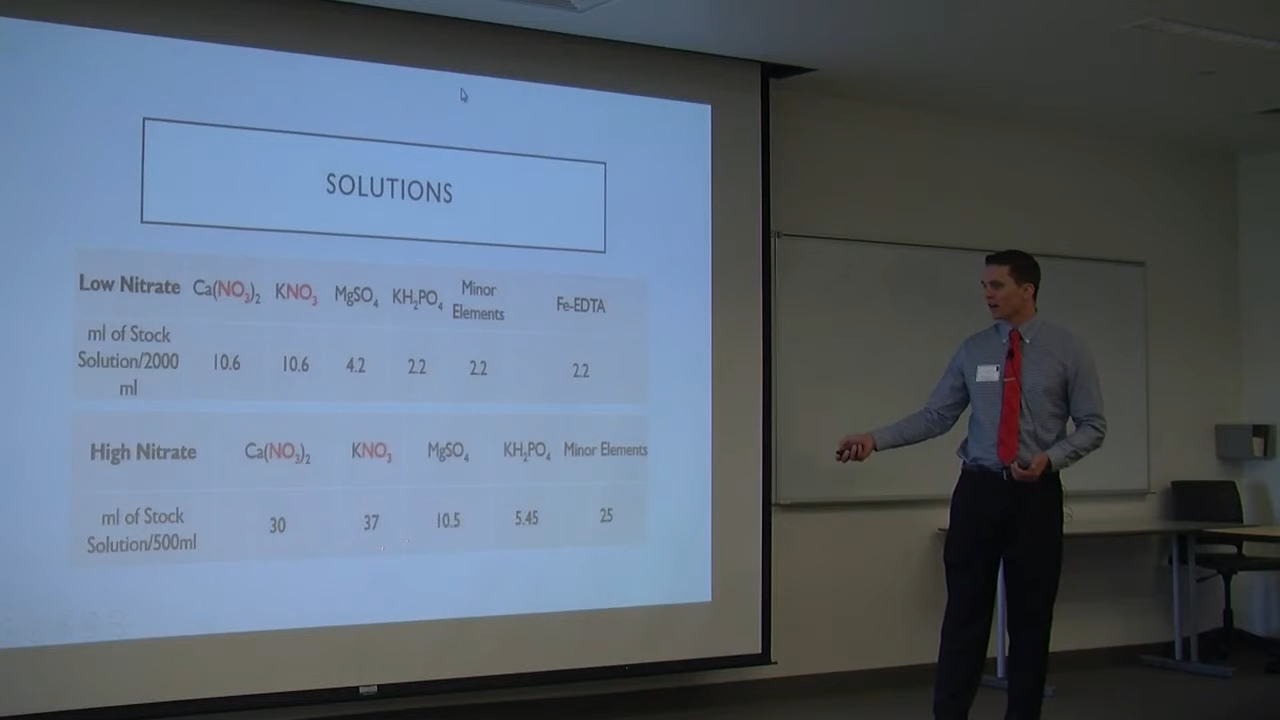 SOLUTIONS
Low Nitrate Ca(NO₃)₂ KNO₃ MgSO₄ KH₂PO₄ Minor Elements Fe-EDTA
ml of Stock Solution/2000 ml 10.6 10.6 4.2 2.2 2.2 2.2
High Nitrate Ca(NO₃)₂ KNO₃ MgSO₄ KH₂PO₄ Minor Elements
ml of Stock Solution/500ml 30 37 10.5 5.45 25